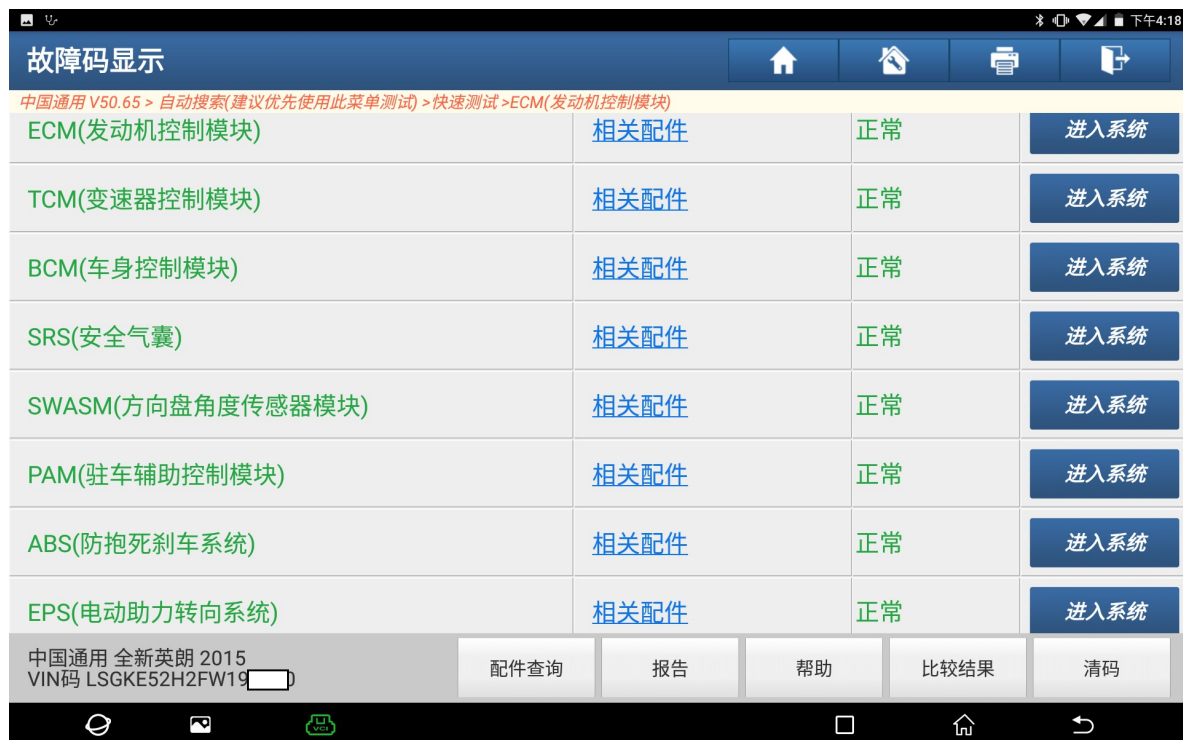 下午4:18
故障码显示
中国通用 V50.65 > 自动搜索(建议优先使用此菜单测试) >快速测试 >ECM(发动机控制模块)
ECM(发动机控制模块) 相关配件 正常 进入系统
TCM(变速器控制模块) 相关配件 正常 进入系统
BCM(车身控制模块) 相关配件 正常 进入系统
SRS(安全气囊) 相关配件 正常 进入系统
SWASM(方向盘角度传感器模块) 相关配件 正常 进入系统
PAM(驻车辅助控制模块) 相关配件 正常 进入系统
ABS(防抱死刹车系统) 相关配件 正常 进入系统
EPS(电动助力转向系统) 相关配件 正常 进入系统
中国通用 全新英朗 2015
VIN码 LSGKE52H2FW19
配件查询 报告 帮助 比较结果 清码
VCI